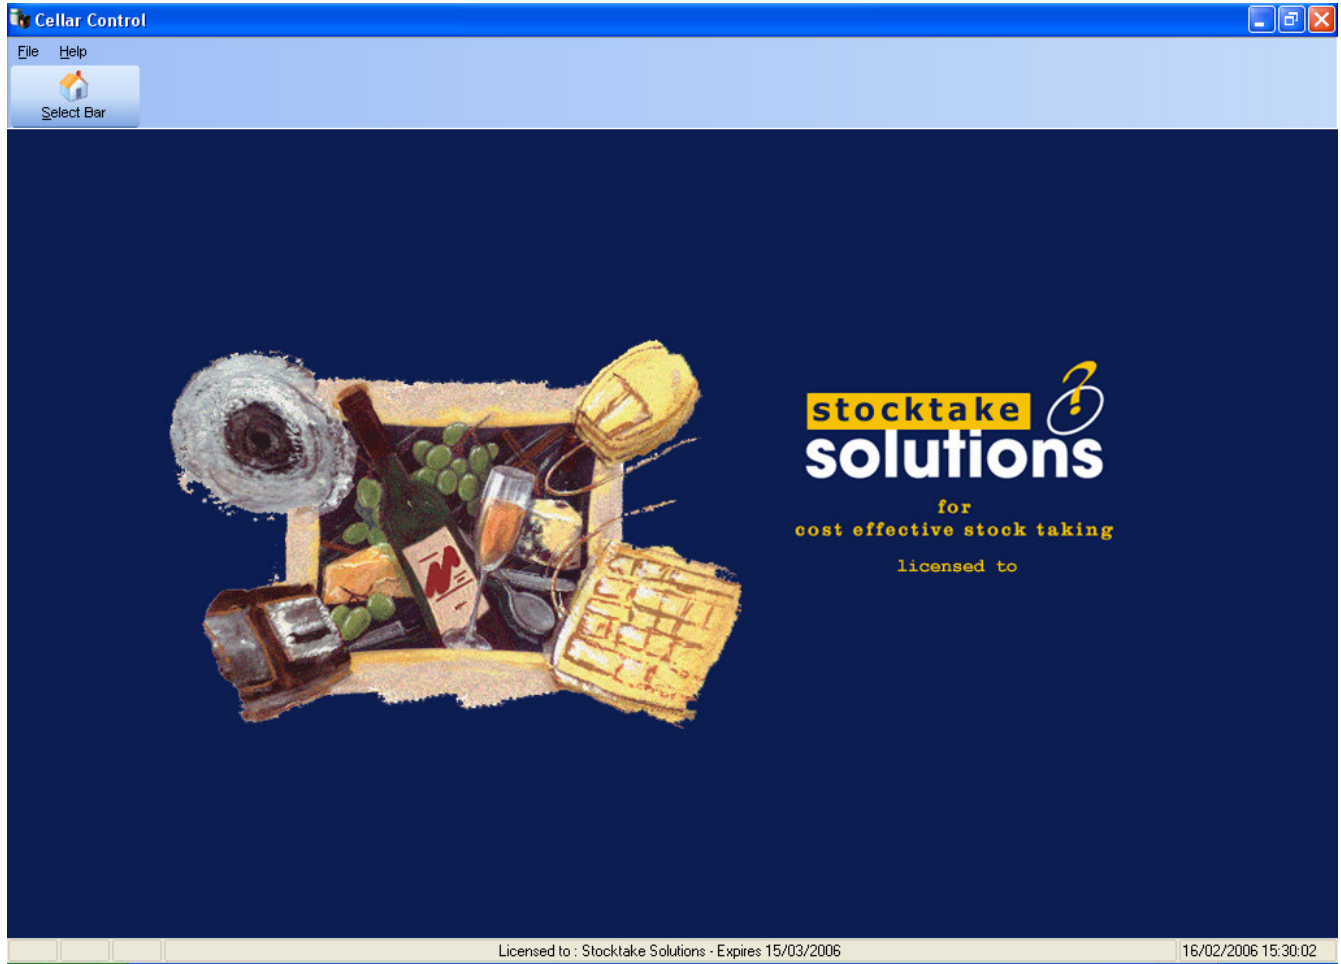 Cellar Control
File Help
Select Bar
stocktake
solutions
for
cost effective stock taking
licensed to
Licensed to : Stocktake Solutions - Expires 15/03/2006
16/02/2006 15:30:02